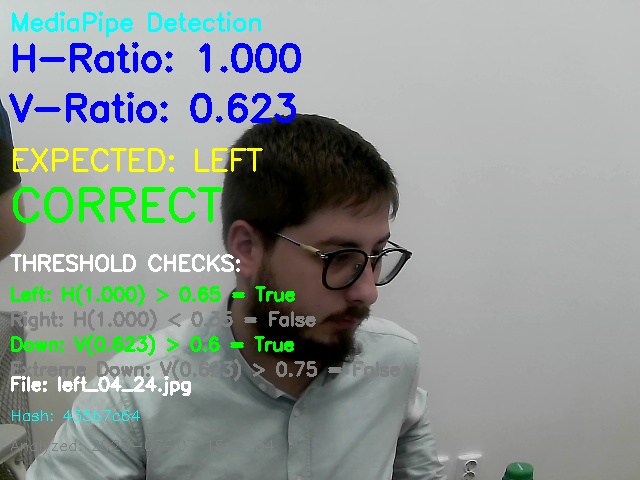 MediaPipe Detection
H-Ratio: 1.000
V-Ratio: 0.623
EXPECTED: LEFT
CORRECT
THRESHOLD CHECKS:
Left: H(1.000) > 0.65 = True
Right: H(1.000) < 0.35 = False
Down: V(0.623) > 0.6 = True
Extreme Down: V(0.623) > 0.75 = False
File: left_04_24.jpg
Hash:
Analyzed: